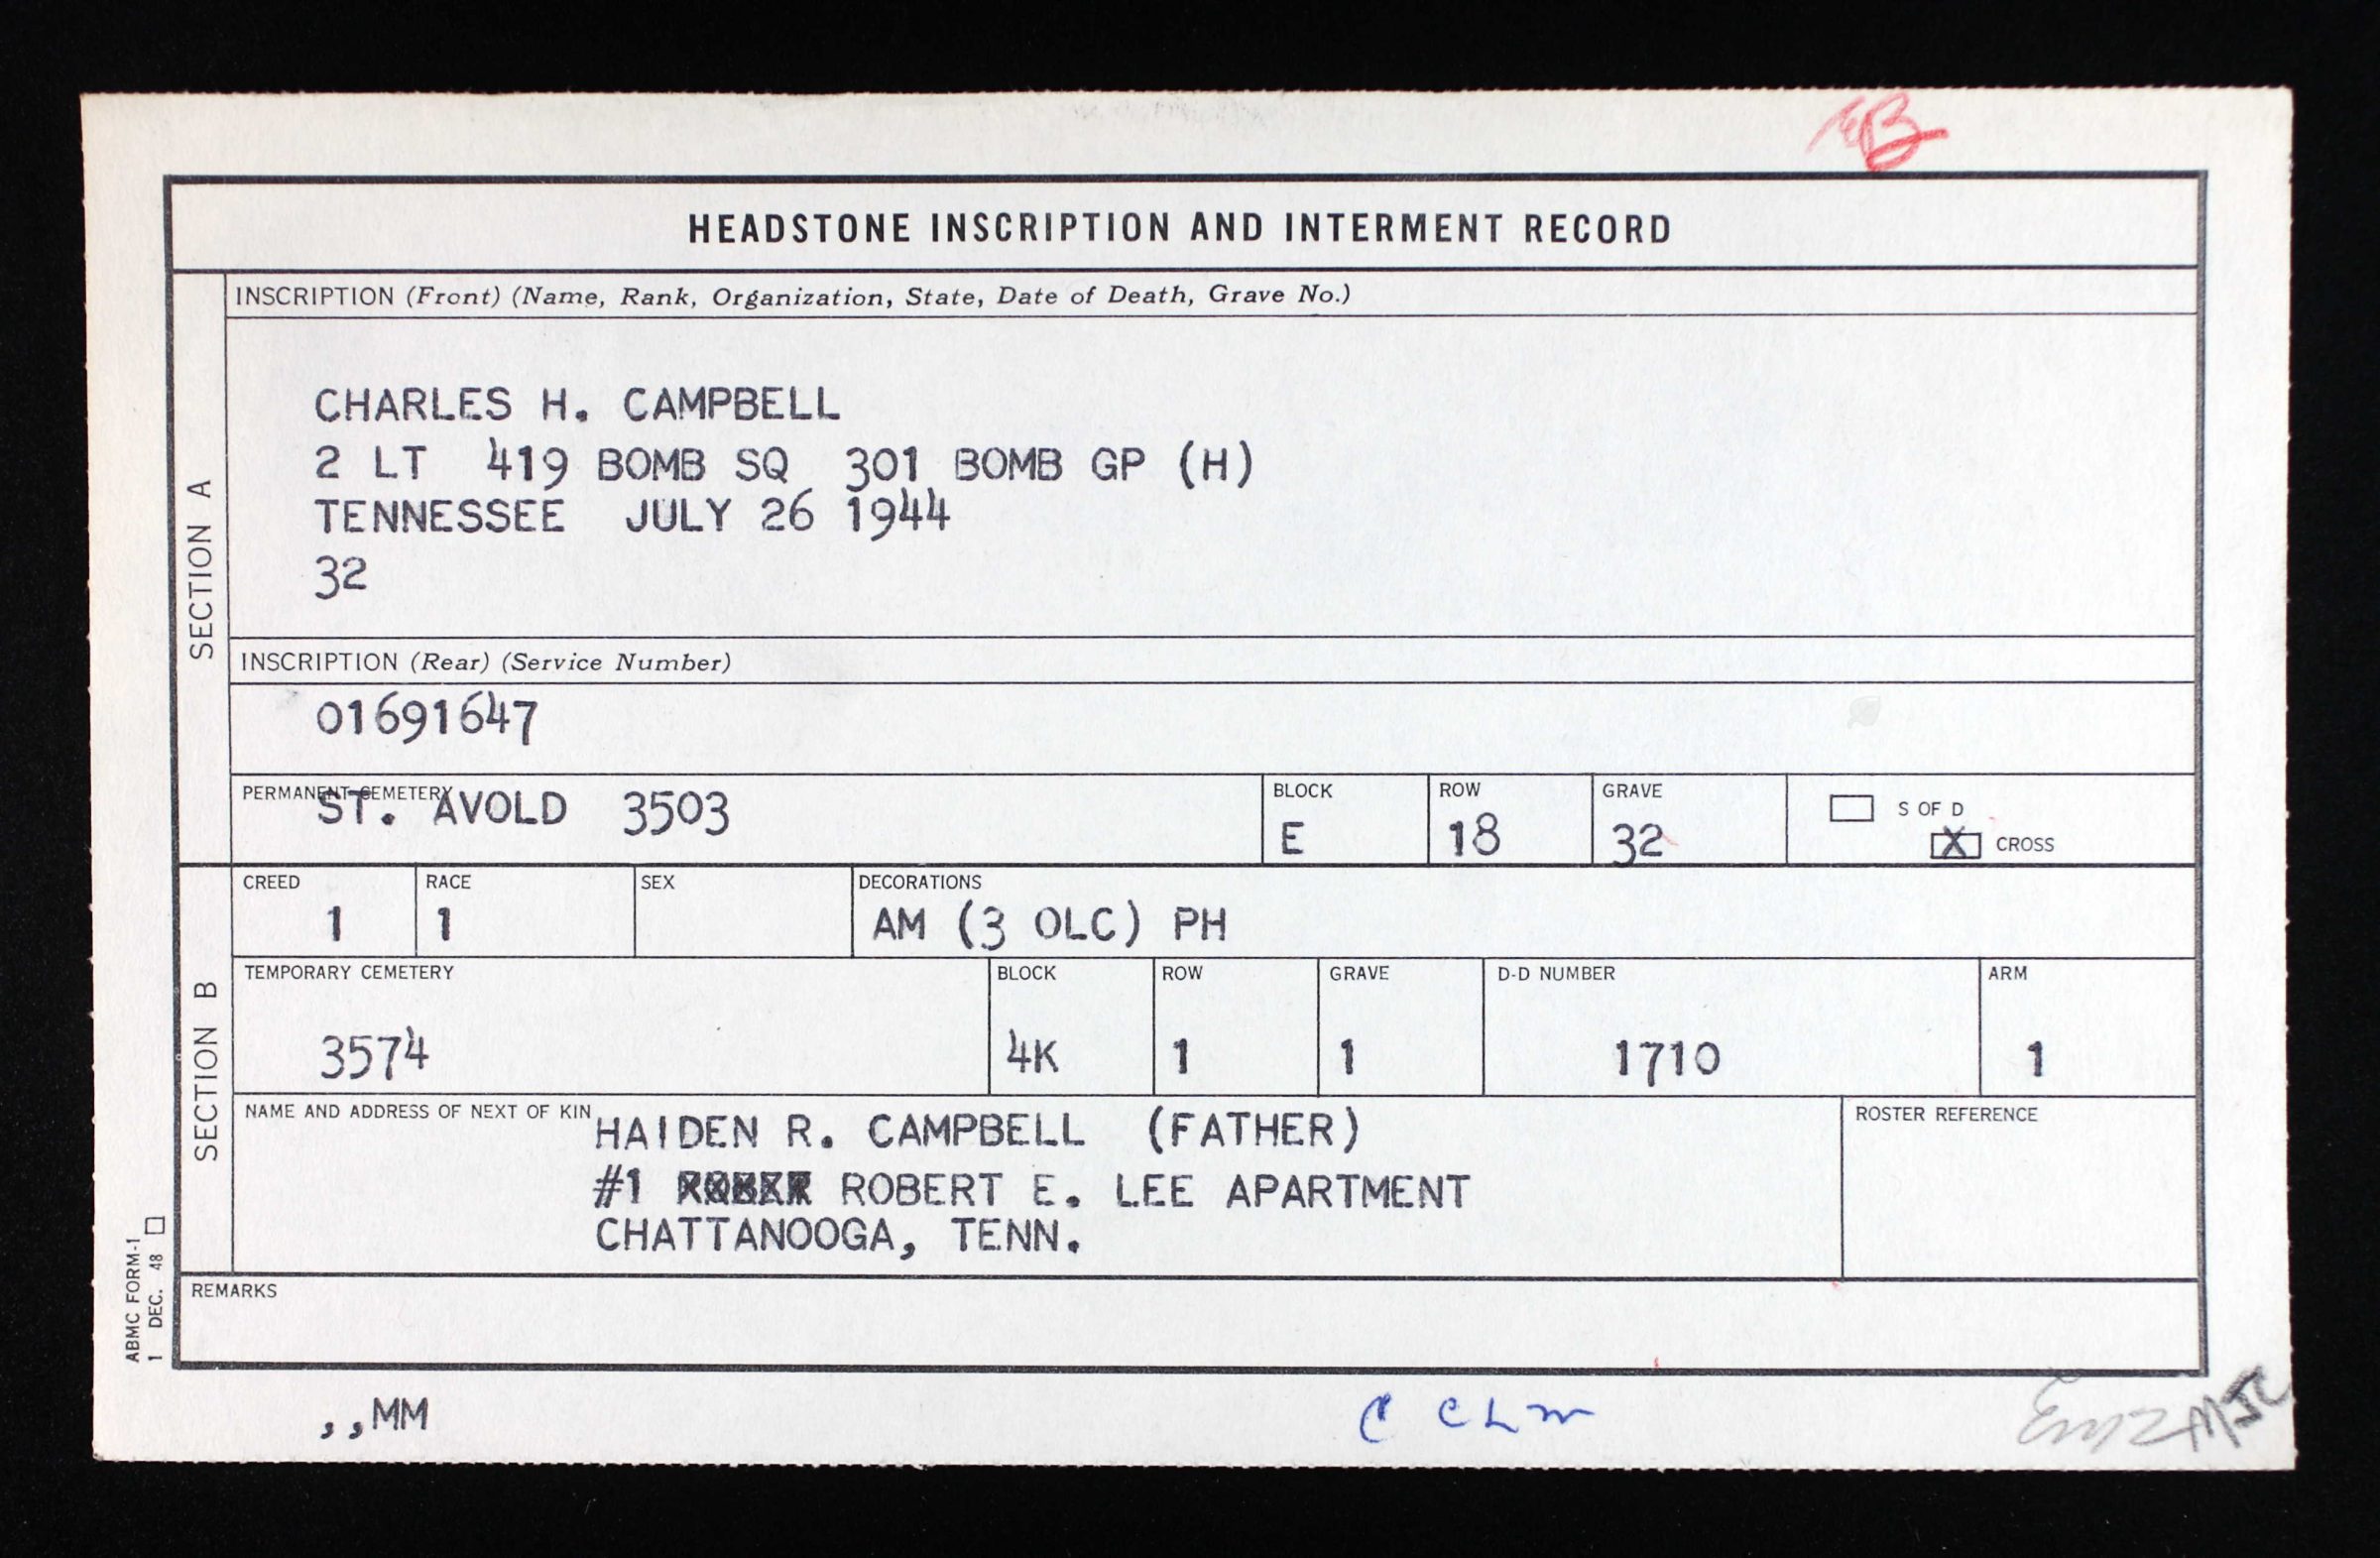 HEADSTONE INSCRIPTION AND INTERMENT RECORD
SECTION A
INSCRIPTION (Front) (Name, Rank, Organization, State, Date of Death, Grave No.)
CHARLES H. CAMPBELL
2 LT 419 BOMB SQ 301 BOMB GP (H)
TENNESSEE JULY 26 1944
32
INSCRIPTION (Rear) (Service Number)
01691647
PERMANENT CEMETERY
ST. AVOLD 3503
BLOCK
E
ROW
18
GRAVE
32
S OF D
X CROSS
SECTION B
CREED
1
RACE
1
SEX
DECORATIONS
AM (3 OLC) PH
TEMPORARY CEMETERY
3574
BLOCK
4K
ROW
1
GRAVE
1
D-D NUMBER
1710
ARM
1
NAME AND ADDRESS OF NEXT OF KIN
HAIDEN R. CAMPBELL (FATHER)
#1 ROBERT E. LEE APARTMENT
CHATTANOOGA, TENN.
ROSTER REFERENCE
REMARKS
ABMC FORM-1
1 DEC. 48
,,MM